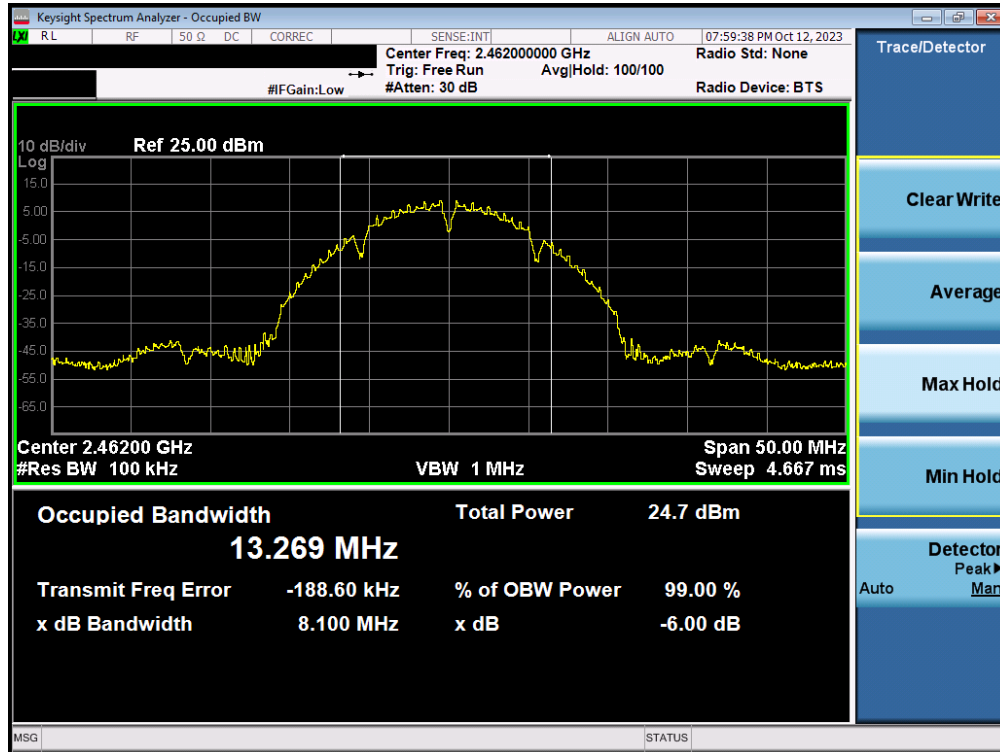 Keysight Spectrum Analyzer - Occupied BW
LXI RL RF 50 Ω DC CORREC SENSE:INT ALIGN AUTO 07:59:38 PM Oct 12, 2023
Center Freq: 2.462000000 GHz Radio Std: None
Trig: Free Run Avg|Hold: 100/100
#IFGain:Low #Atten: 30 dB Radio Device: BTS
10 dB/div Ref 25.00 dBm
Log
15.0
5.00
-5.00
-15.0
-25.0
-35.0
-45.0
-55.0
-65.0
Center 2.46200 GHz Span 50.00 MHz
#Res BW 100 kHz VBW 1 MHz Sweep 4.667 ms
Occupied Bandwidth Total Power 24.7 dBm
13.269 MHz
Transmit Freq Error -188.60 kHz % of OBW Power 99.00 %
x dB Bandwidth 8.100 MHz x dB -6.00 dB
MSG STATUS
Trace/Detector
Clear Write
Average
Max Hold
Min Hold
Detector
Peak
Auto Man